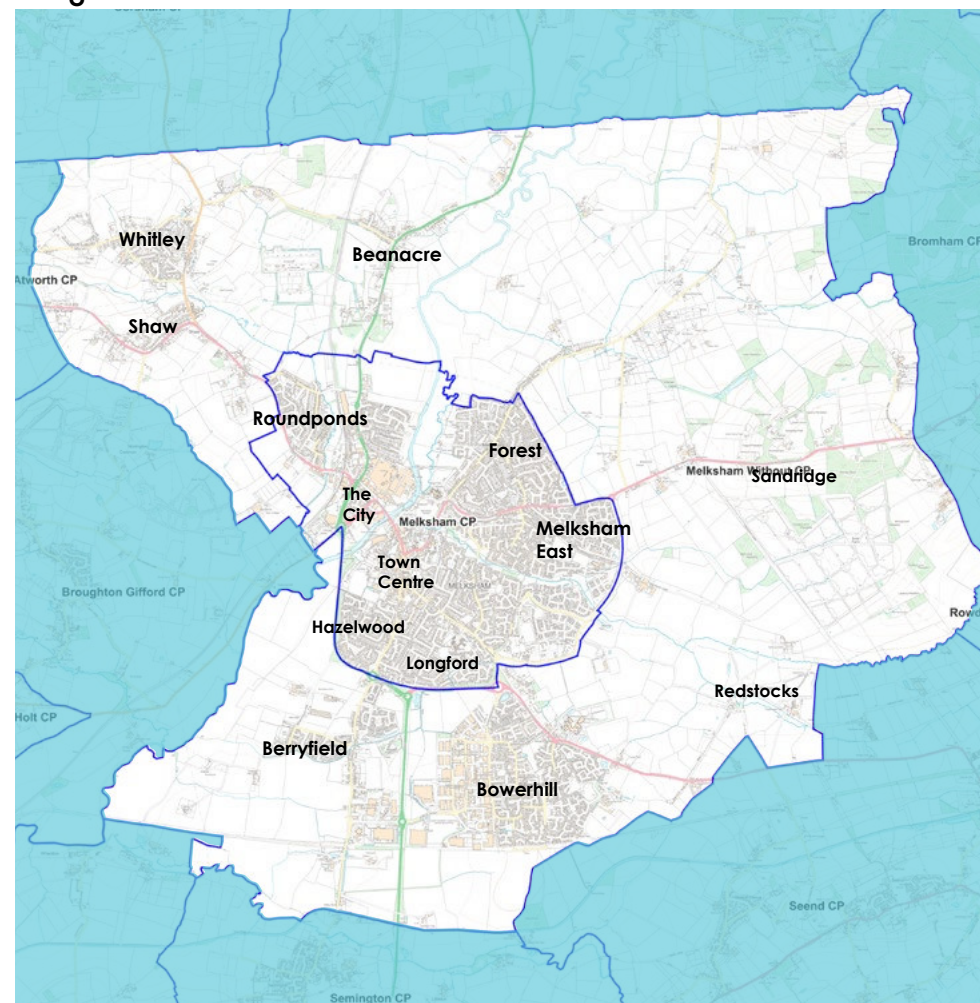 Whitley
Beanacre
Bromham CP
Atworth CP
Shaw
Roundponds
Forest
Melksham Without CP
Sandridge
The
City
Melksham CP
Melksham
East
Town
Centre
MELKSHAM
Broughton Gifford CP
Hazelwood
Longford
Redstocks
Holt CP
Berryfield
Bowerhill
Seend CP
Semington CP